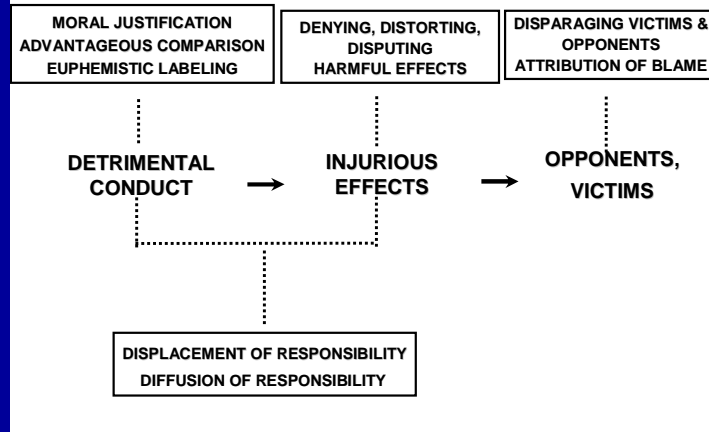 MORAL JUSTIFICATION
ADVANTAGEOUS COMPARISON
EUPHEMISTIC LABELING
DENYING, DISTORTING,
DISPUTING
HARMFUL EFFECTS
DISPARAGING VICTIMS &
OPPONENTS
ATTRIBUTION OF BLAME
DETRIMENTAL
CONDUCT
INJURIOUS
EFFECTS
OPPONENTS,
VICTIMS
DISPLACEMENT OF RESPONSIBILITY
DIFFUSION OF RESPONSIBILITY